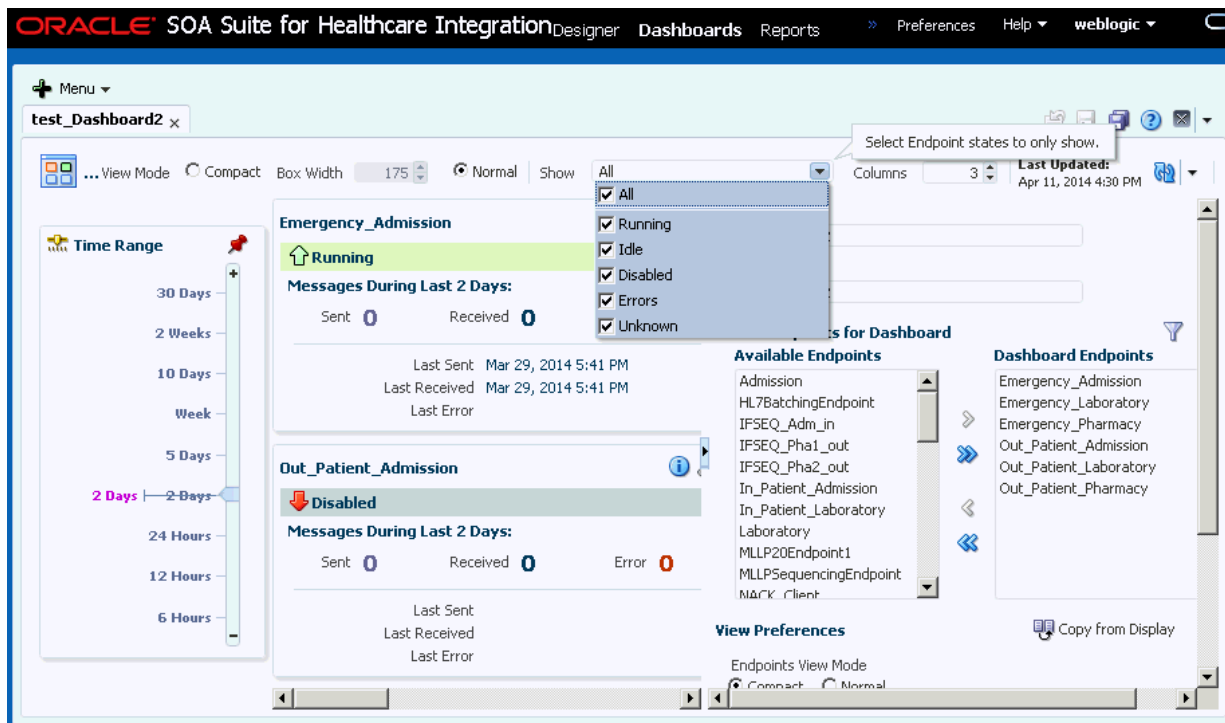 ORACLE SOA Suite for Healthcare Integration Designer Dashboards Reports » Preferences Help weblogic
Menu
test_Dashboard2 x
Select Endpoint states to only show.
... View Mode Compact Box Width 175 Normal Show All Columns 3 Last Updated:
Apr 11, 2014 4:30 PM
All
Running
Idle
Disabled
Errors
Unknown
Time Range
+
30 Days
2 Weeks
10 Days
Week
5 Days
2 Days 2 Days
24 Hours
12 Hours
6 Hours
-
Emergency_Admission
Running
Messages During Last 2 Days:
Sent 0 Received 0
Last Sent Mar 29, 2014 5:41 PM
Last Received Mar 29, 2014 5:41 PM
Last Error
Out_Patient_Admission
Disabled
Messages During Last 2 Days:
Sent 0 Received 0 Error 0
Last Sent
Last Received
Last Error
:
:
s for Dashboard
Available Endpoints
Admission
HL7BatchingEndpoint
IFSEQ_Adm_in
IFSEQ_Pha1_out
IFSEQ_Pha2_out
In_Patient_Admission
In_Patient_Laboratory
Laboratory
MLLP20Endpoint1
MLLPSequencingEndpoint
NACK_Client
Dashboard Endpoints
Emergency_Admission
Emergency_Laboratory
Emergency_Pharmacy
Out_Patient_Admission
Out_Patient_Laboratory
Out_Patient_Pharmacy
View Preferences
Copy from Display
Endpoints View Mode
Compact Normal